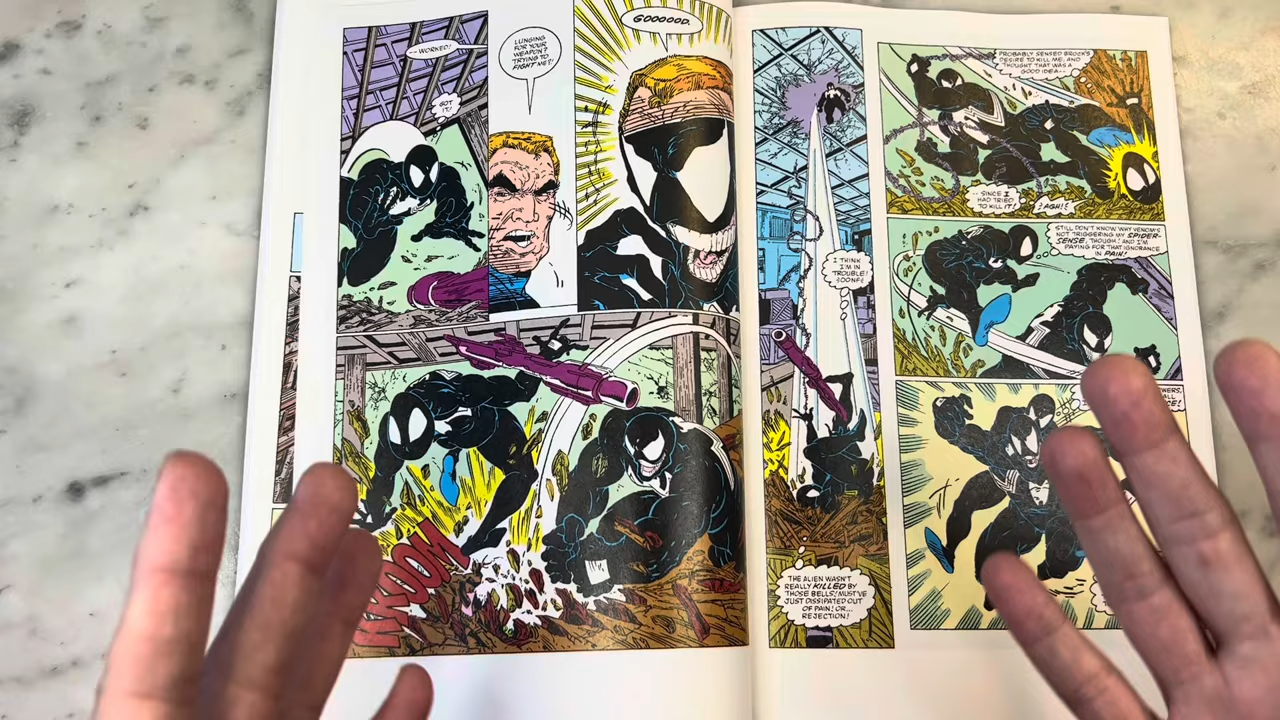 --WORKED!
GOT
IT!
LUNGING
FOR YOUR
WEAPON?
TRYING TO
FIGHT ME?!
GOOOOOD.
KKOOM
I THINK
I'M IN
TROUBLE!
OOF!
THE ALIEN WASN'T
REALLY KILLED BY
THOSE BELLS! MUST'VE
JUST DISSIPATED OUT
OF PAIN! OR...
REJECTION!
PROBABLY SENSED BROCK'S
DESIRE TO KILL ME, AND
THOUGHT THAT WAS A
GOOD IDEA--
-- SINCE I
HAD TRIED
TO KILL IT!
AGH!
STILL DON'T KNOW WHY VENOM'S
NOT TRIGGERING MY SPIDER-
SENSE, THOUGH! AND I'M
PAYING FOR THAT IGNORANCE
IN PAIN!